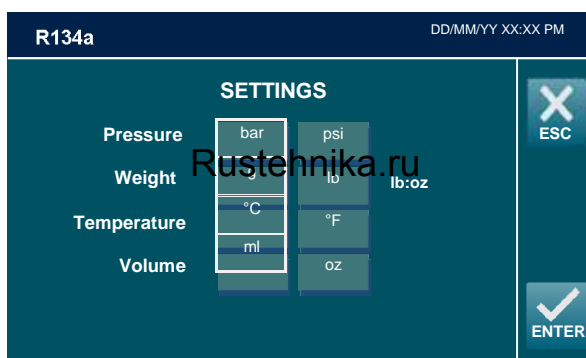 R134a DD/MM/YY XX:XX PM
SETTINGS
Pressure bar psi
Weight lb lb:oz
Rustehnika.ru
Temperature °C °F
Volume ml oz
ESC
ENTER